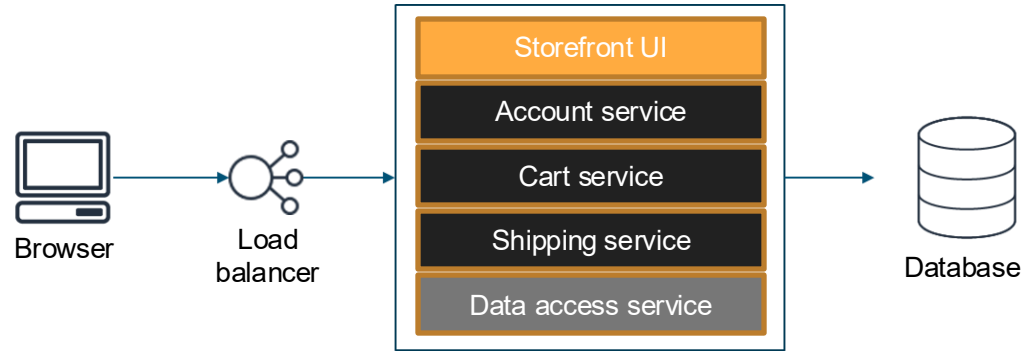 Storefront UI
Account service
Cart service
Shipping service
Data access service
Browser
Load
balancer
Database